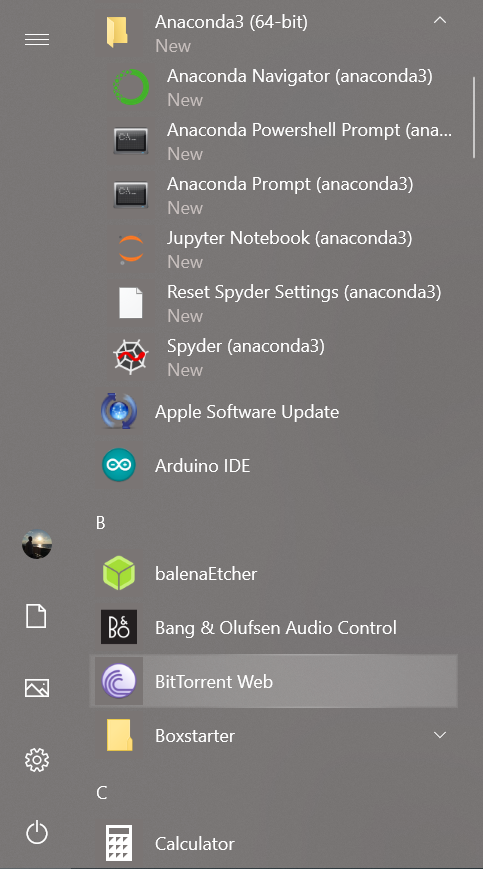 Anaconda3 (64-bit)
New
Anaconda Navigator (anaconda3)
New
Anaconda Powershell Prompt (ana...
New
Anaconda Prompt (anaconda3)
New
Jupyter Notebook (anaconda3)
New
Reset Spyder Settings (anaconda3)
New
Spyder (anaconda3)
New
Apple Software Update
Arduino IDE
B
balenaEtcher
B&O
Bang & Olufsen Audio Control
BitTorrent Web
Boxstarter
C
Calculator